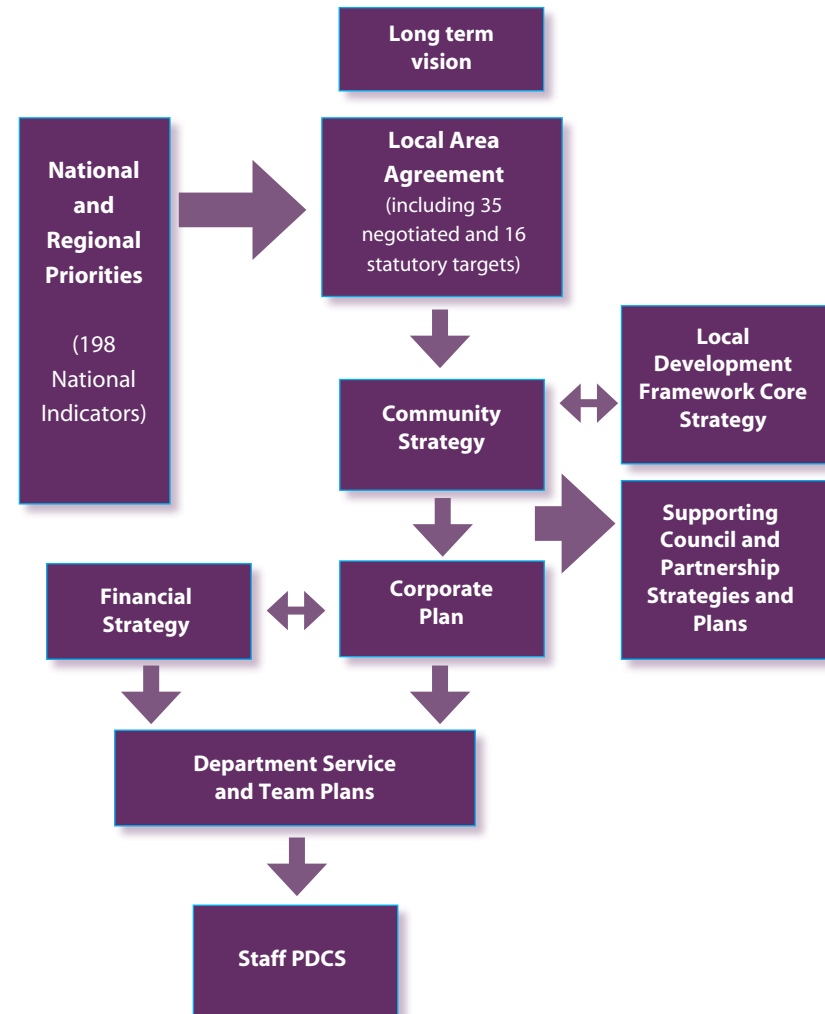 Long term
vision
National
and
Regional
Priorities
(198
National
Indicators)
Local Area
Agreement
(including 35
negotiated and 16
statutory targets)
Local
Development
Framework Core
Strategy
Community
Strategy
Supporting
Council and
Partnership
Strategies and
Plans
Financial
Strategy
Corporate
Plan
Department Service
and Team Plans
Staff PDCS